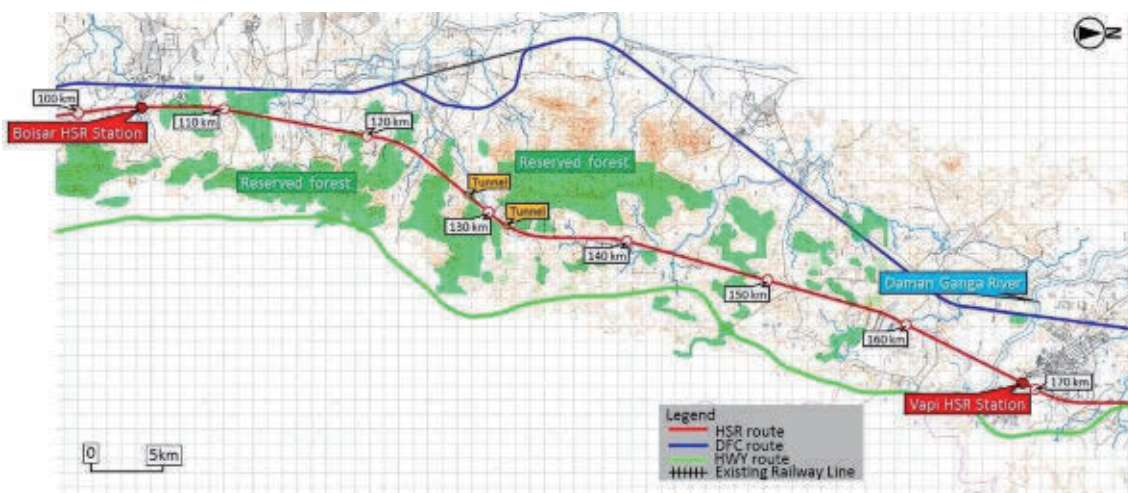 N
100 km
Boisar HSR Station
110 km
120 km
Reserved forest
Reserved forest
Tunnel
Tunnel
130 km
140 km
150 km
Daman Ganga River
160 km
170 km
Vapi HSR Station
Legend
HSR route
DFC route
HWY route
Existing Railway Line
0 5km